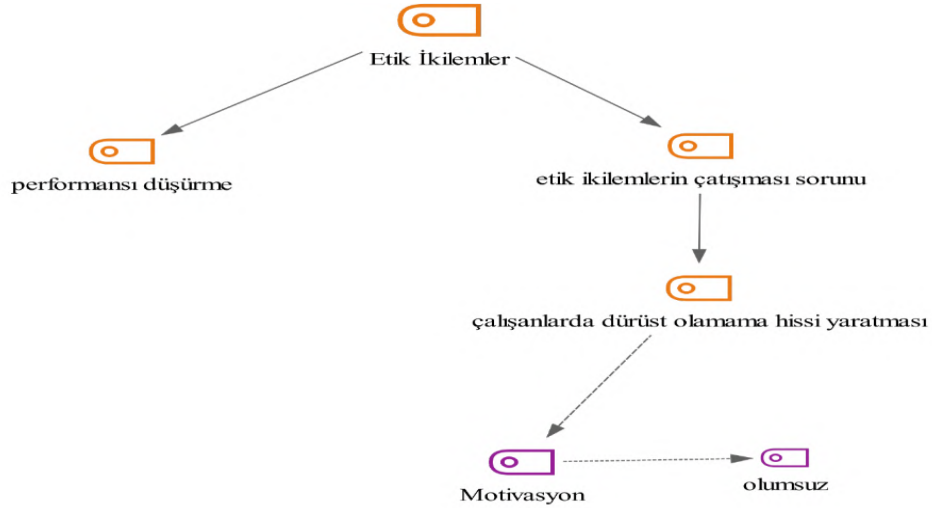 Etik İkilemler
performansı düşürme
etik ikilemlerin çatışması sorunu
çalışanlarda dürüst olamama hissi yaratması
Motivasyon
olumsuz